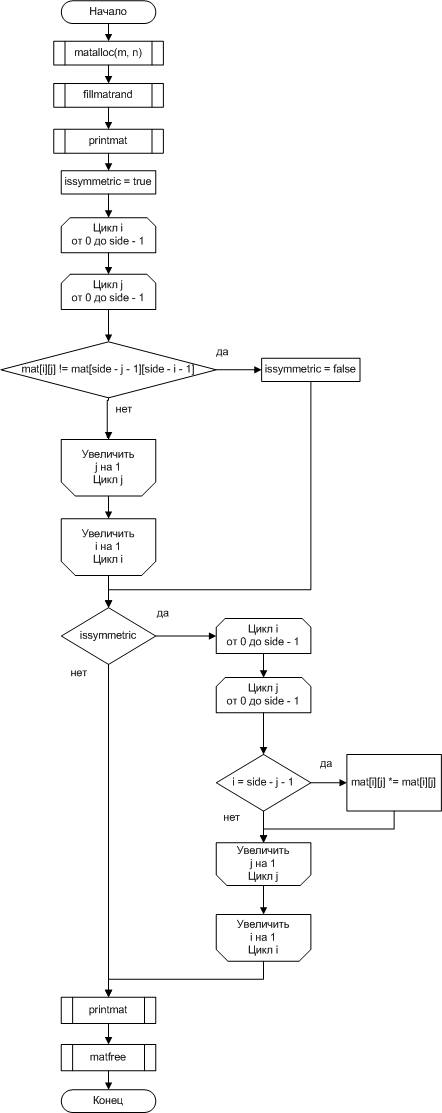 Начало
matalloc(m, n)
fillmatrand
printmat
issymmetric = true
Цикл i
от 0 до side - 1
Цикл j
от 0 до side - 1
mat[i][j] != mat[side - j - 1][side - i - 1]
да
issymmetric = false
нет
Увеличить
j на 1
Цикл j
Увеличить
i на 1
Цикл i
issymmetric
да
нет
Цикл i
от 0 до side - 1
Цикл j
от 0 до side - 1
i = side - j - 1
да
mat[i][j] *= mat[i][j]
нет
Увеличить
j на 1
Цикл j
Увеличить
i на 1
Цикл i
printmat
matfree
Конец